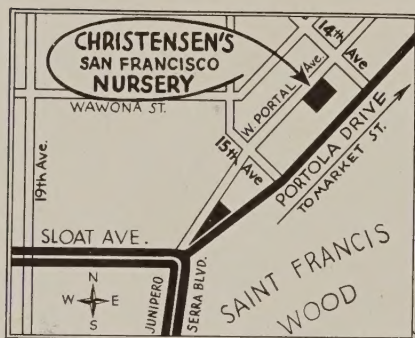 CHRISTENSEN'S
SAN FRANCISCO
NURSERY
14th Ave
W. PORTAL Ave.
WAWONA ST.
19th Ave.
15th Ave
PORTOLA DRIVE
TO MARKET ST.
SLOAT AVE.
N
W E
S
JUNIPERO
SERRA BLVD.
SAINT FRANCIS
WOOD